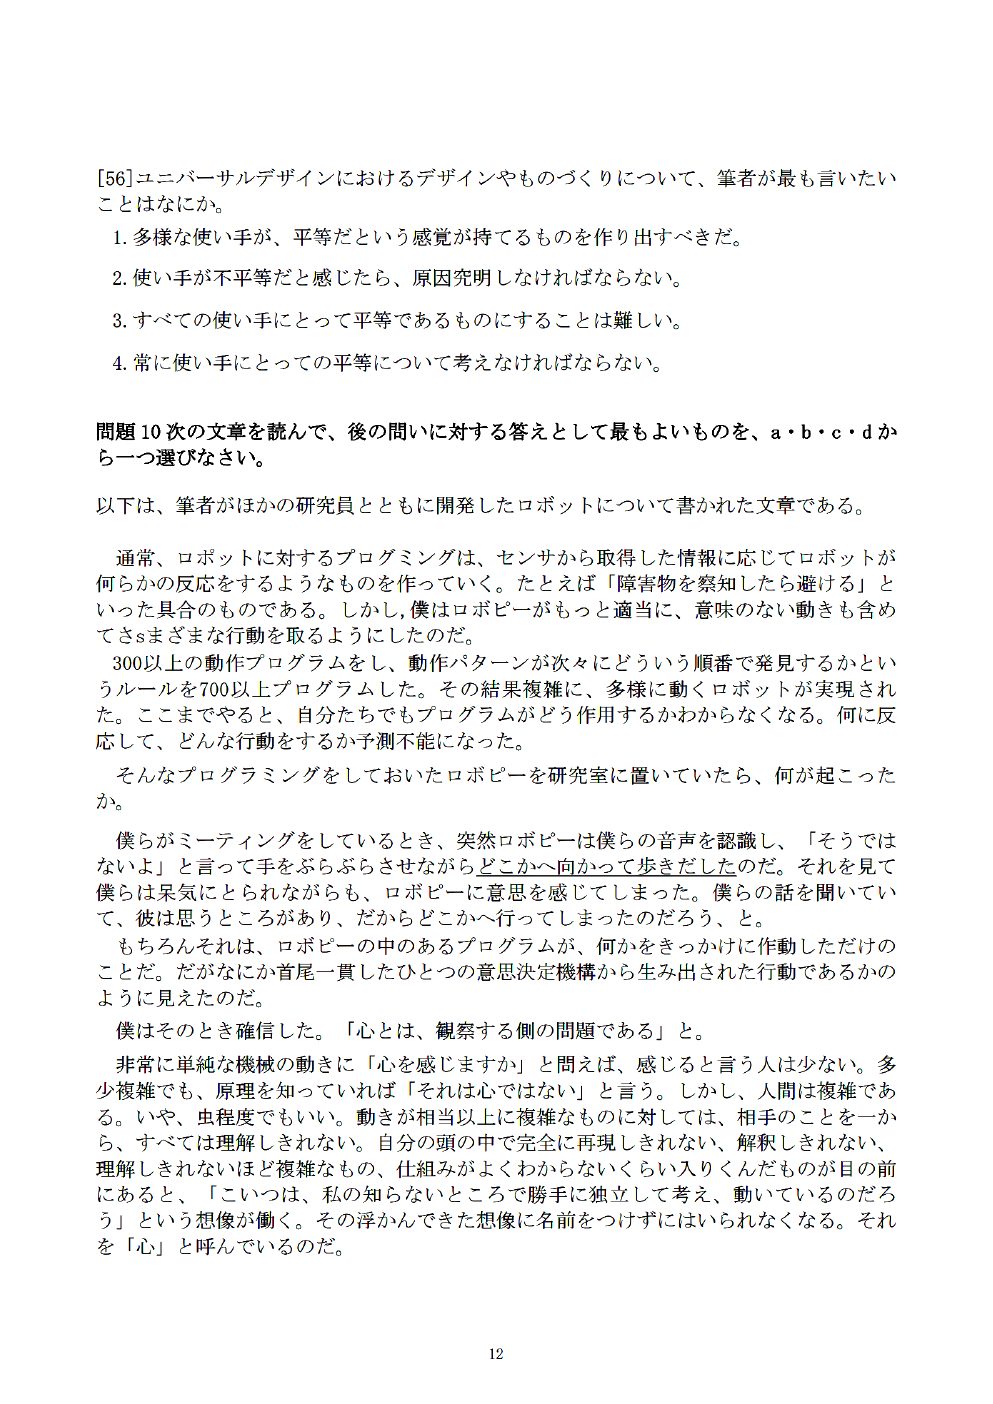 [56]ユニバーサルデザインにおけるデザインやものづくりについて、筆者が最も言いたい
ことはなにか。
1.多様な使い手が、平等だという感覚が持てるものを作り出すべきだ。
2.使い手が不平等だと感じたら、原因究明しなければならない。
3.すべての使い手にとって平等であるものにすることは難しい。
4.常に使い手にとっての平等について考えなければならない。
問題 10 次の文章を読んで、後の問いに対する答えとして最もよいものを、a・b・c・d か
ら一つ選びなさい。
以下は、筆者がほかの研究員とともに開発したロボットについて書かれた文章である。
通常、ロポットに対するプログミングは、センサから取得した情報に応じてロボットが
何らかの反応をするようなものを作っていく。たとえば「障害物を察知したら避ける」と
いった具合のものである。しかし,僕はロボピーがもっと適当に、意味のない動きも含め
てさsまざまな行動を取るようにしたのだ。
300以上の動作プログラムをし、動作パターンが次々にどういう順番で発見するかとい
うルールを700以上プログラムした。その結果複雑に、多様に動くロボットが実現され
た。ここまでやると、自分たちでもプログラムがどう作用するかわからなくなる。何に反
応して、どんな行動をするか予測不能になった。
そんなプログラミングをしておいたロボピーを研究室に置いていたら、何が起こった
か。
僕らがミーティングをしているとき、突然ロボピーは僕らの音声を認識し、「そうでは
ないよ」と言って手をぶらぶらさせながらどこかへ向かって歩きだしたのだ。それを見て
僕らは呆気にとられながらも、ロボピーに意思を感じてしまった。僕らの話を聞いてい
て、彼は思うところがあり、だからどこかへ行ってしまったのだろう、と。
もちろんそれは、ロボピーの中のあるプログラムが、何かをきっかけに作動しただけの
ことだ。だがなにか首尾一貫したひとつの意思決定機構から生み出された行動であるかの
ように見えたのだ。
僕はそのとき確信した。「心とは、観察する側の問題である」と。
非常に単純な機械の動きに「心を感じますか」と問えば、感じると言う人は少ない。多
少複雑でも、原理を知っていれば「それは心ではない」と言う。しかし、人間は複雑であ
る。いや、虫程度でもいい。動きが相当以上に複雑なものに対しては、相手のことを一か
ら、すべては理解しきれない。自分の頭の中で完全に再現しきれない、解釈しきれない、
理解しきれないほど複雑なもの、仕組みがよくわからないくらい入りくんだものが目の前
にあると、「こいつは、私の知らないところで勝手に独立して考え、動いているのだろ
う」という想像が働く。その浮かんできた想像に名前をつけずにはいられなくなる。それ
を「心」と呼んでいるのだ。
12